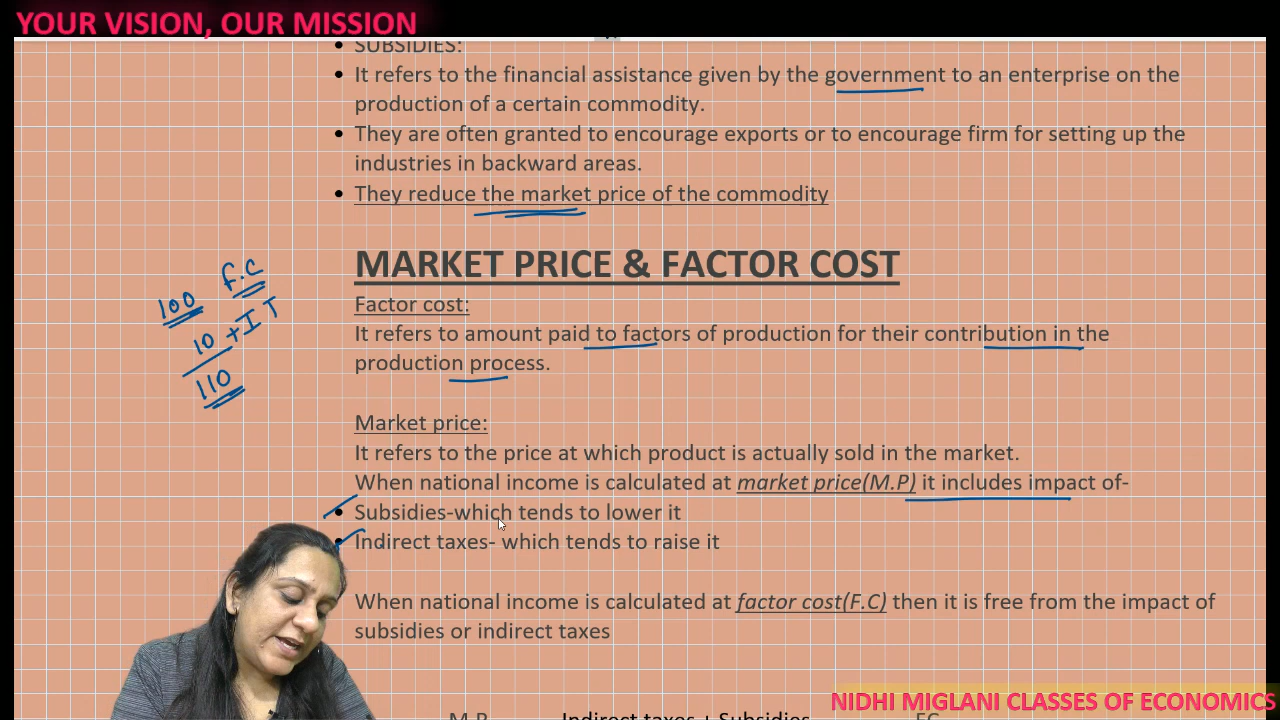 YOUR VISION, OUR MISSION
• SUBSIDIES:
• It refers to the financial assistance given by the government to an enterprise on the
production of a certain commodity.
• They are often granted to encourage exports or to encourage firm for setting up the
industries in backward areas.
• They reduce the market price of the commodity
MARKET PRICE & FACTOR COST
Factor cost:
It refers to amount paid to factors of production for their contribution in the
production process.
100 F.C
10 + I T
110
Market price:
It refers to the price at which product is actually sold in the market.
When national income is calculated at market price(M.P) it includes impact of-
• Subsidies-which tends to lower it
• Indirect taxes- which tends to raise it
When national income is calculated at factor cost(F.C) then it is free from the impact of
subsidies or indirect taxes
M.P Indirect taxes + Subsidies FC
NIDHI MIGLANI CLASSES OF ECONOMICS